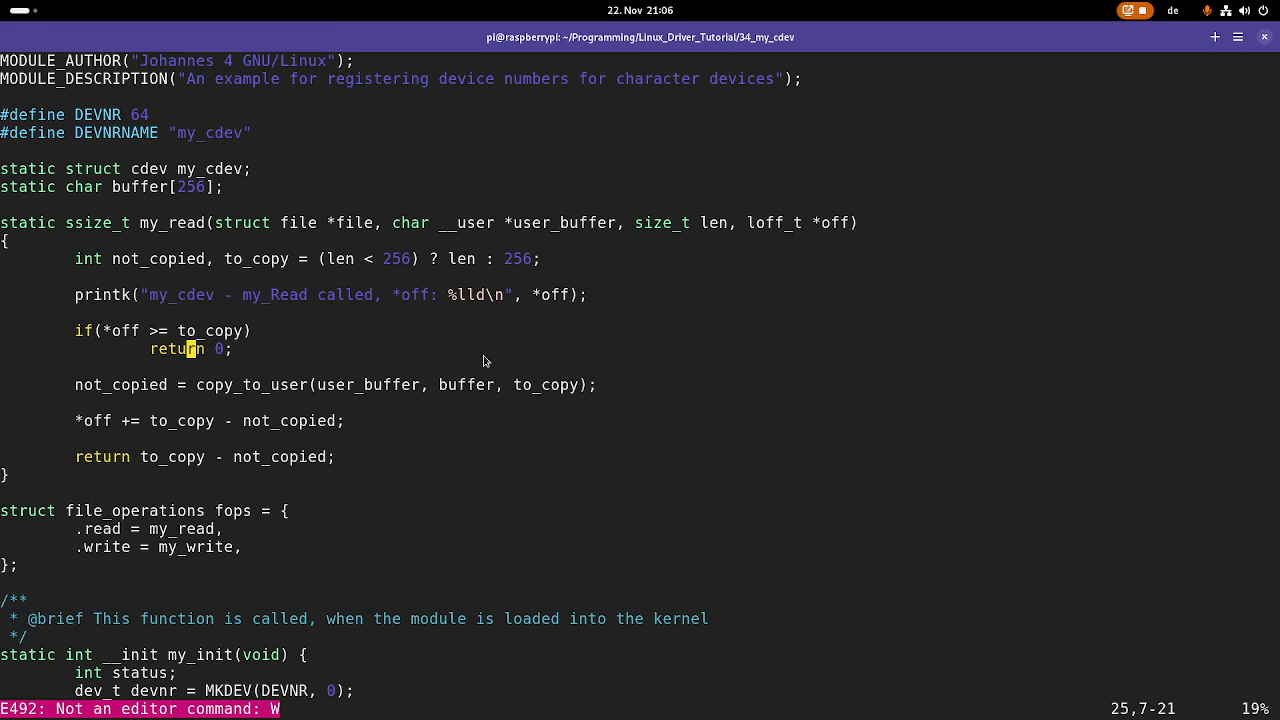 22. Nov 21:06
de
pi@raspberrypi: ~/Programming/Linux_Driver_Tutorial/34_my_cdev
MODULE_AUTHOR("Johannes 4 GNU/Linux");
MODULE_DESCRIPTION("An example for registering device numbers for character devices");
#define DEVNR 64
#define DEVNRNAME "my_cdev"
static struct cdev my_cdev;
static char buffer[256];
static ssize_t my_read(struct file *file, char __user *user_buffer, size_t len, loff_t *off)
{
int not_copied, to_copy = (len < 256) ? len : 256;
printk("my_cdev - my_Read called, *off: %lld\n", *off);
if(*off >= to_copy)
return 0;
not_copied = copy_to_user(user_buffer, buffer, to_copy);
*off += to_copy - not_copied;
return to_copy - not_copied;
}
struct file_operations fops = {
.read = my_read,
.write = my_write,
};
/**
* @brief This function is called, when the module is loaded into the kernel
*/
static int __init my_init(void) {
int status;
dev_t devnr = MKDEV(DEVNR, 0);
E492: Not an editor command: W
25,7-21
19%